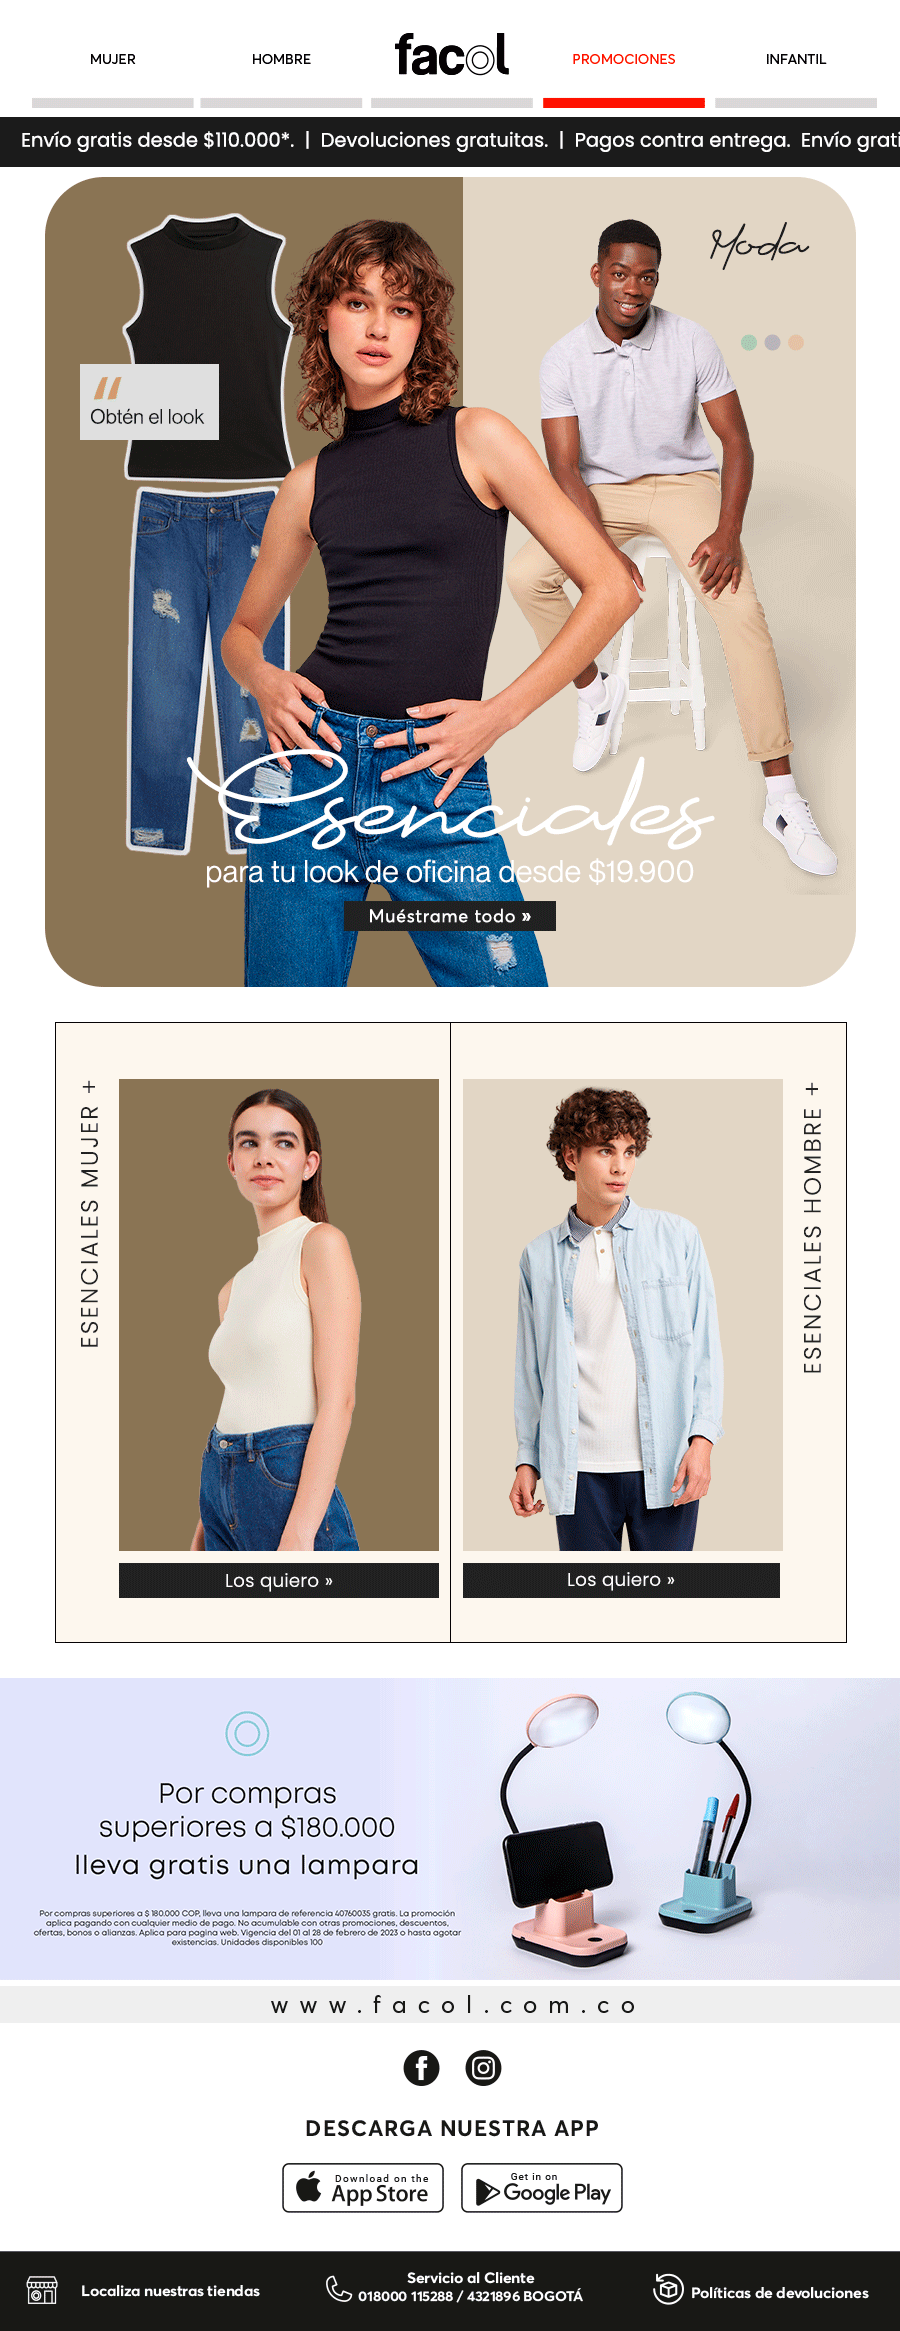 MUJER
HOMBRE
facol
PROMOCIONES
INFANTIL
Envío gratis desde $110.000*. | Devoluciones gratuitas. | Pagos contra entrega. Envío grati
Moda
Obtén el look
Esenciales
para tu look de oficina desde $19.900
Muéstrame todo »
ESENCIALES MUJER +
ESENCIALES HOMBRE +
Los quiero »
Los quiero »
Por compras
superiores a $180.000
lleva gratis una lampara
Por compras superiores a $ 180.000 COP, lleva una lampara de referencia 40760035 gratis. La promoción
aplica pagando con cualquier medio de pago. No acumulable con otras promociones, descuentos,
ofertas, bonos o alianzas. Aplica para pagina web. Vigencia del 01 al 28 de febrero de 2023 o hasta agotar
existencias. Unidades disponibles 100
www.facol.com.co
DESCARGA NUESTRA APP
Download on the
App Store
Get in on
Google Play
Localiza nuestras tiendas
Servicio al Cliente
018000 115288 / 4321896 BOGOTÁ
Políticas de devoluciones